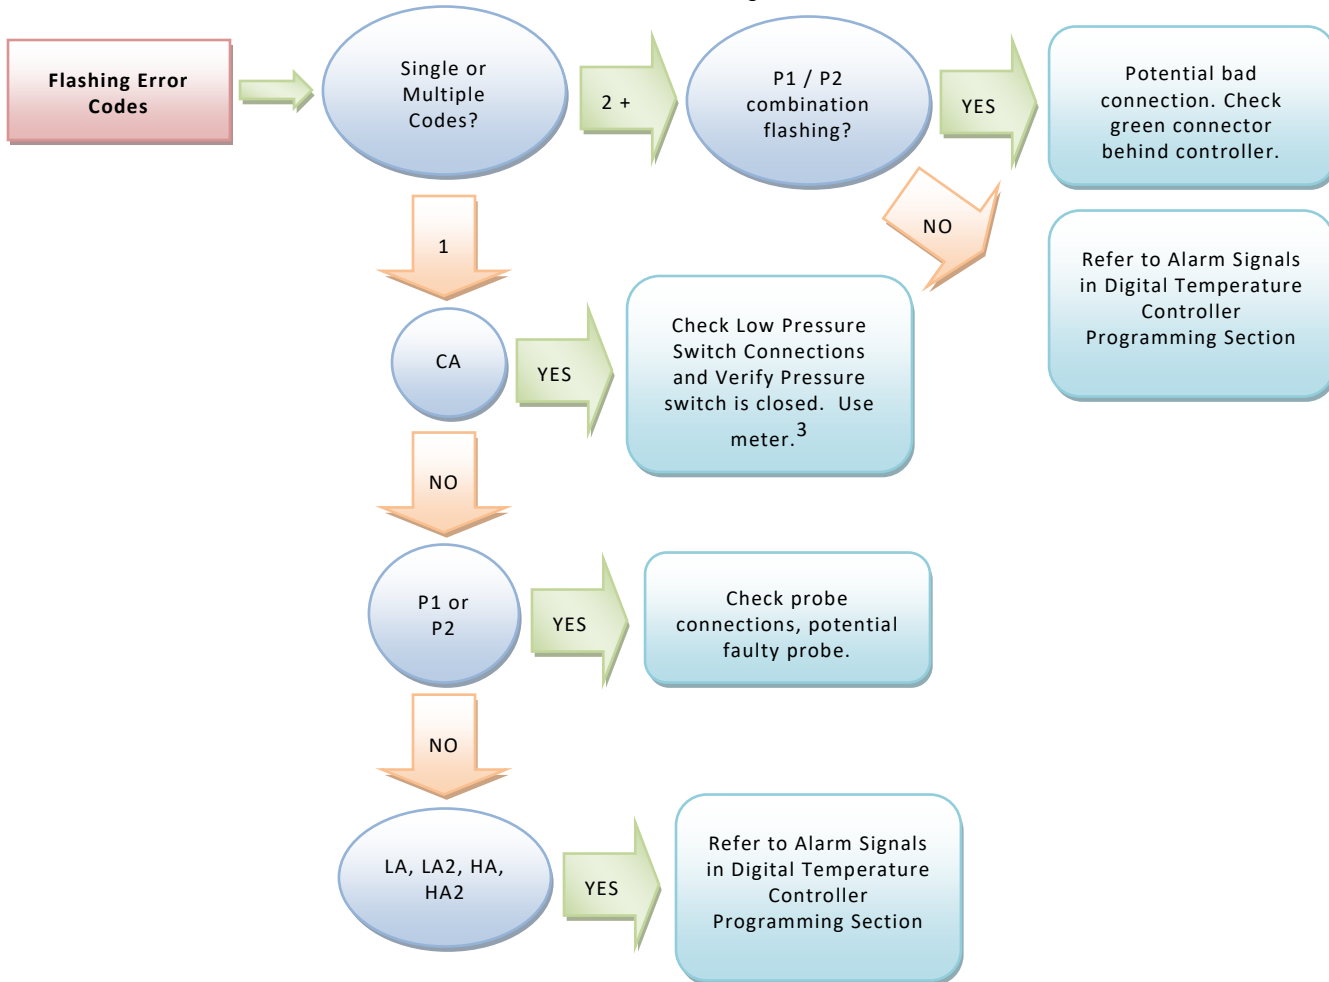 Flashing Error
Codes
Single or
Multiple
Codes?
2 +
P1 / P2
combination
flashing?
YES
Potential bad
connection. Check
green connector
behind controller.
NO
Refer to Alarm Signals
in Digital Temperature
Controller
Programming Section
1
CA
YES
Check Low Pressure
Switch Connections
and Verify Pressure
switch is closed.  Use
meter.3
NO
P1 or
P2
YES
Check probe
connections, potential
faulty probe.
NO
LA, LA2, HA,
HA2
YES
Refer to Alarm Signals
in Digital Temperature
Controller
Programming Section